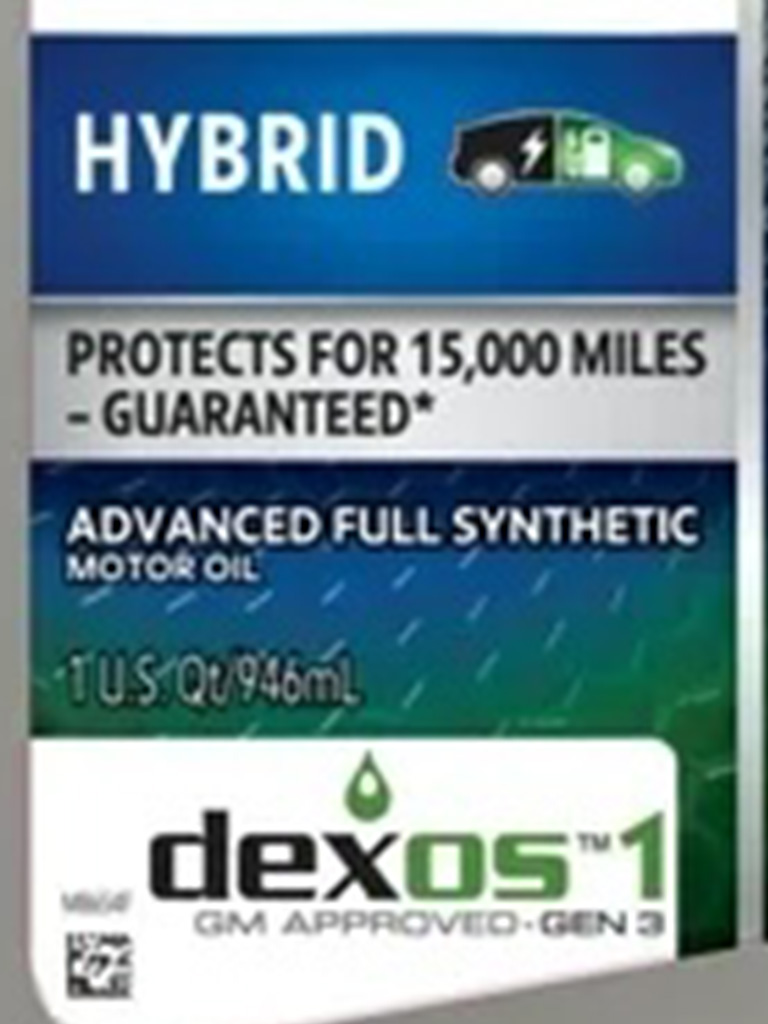 HYBRID
PROTECTS FOR 15,000 MILES
– GUARANTEED*
ADVANCED FULL SYNTHETIC
MOTOR OIL
1 U.S. Qt/946mL
dexos™1
GM APPROVED-GEN 3